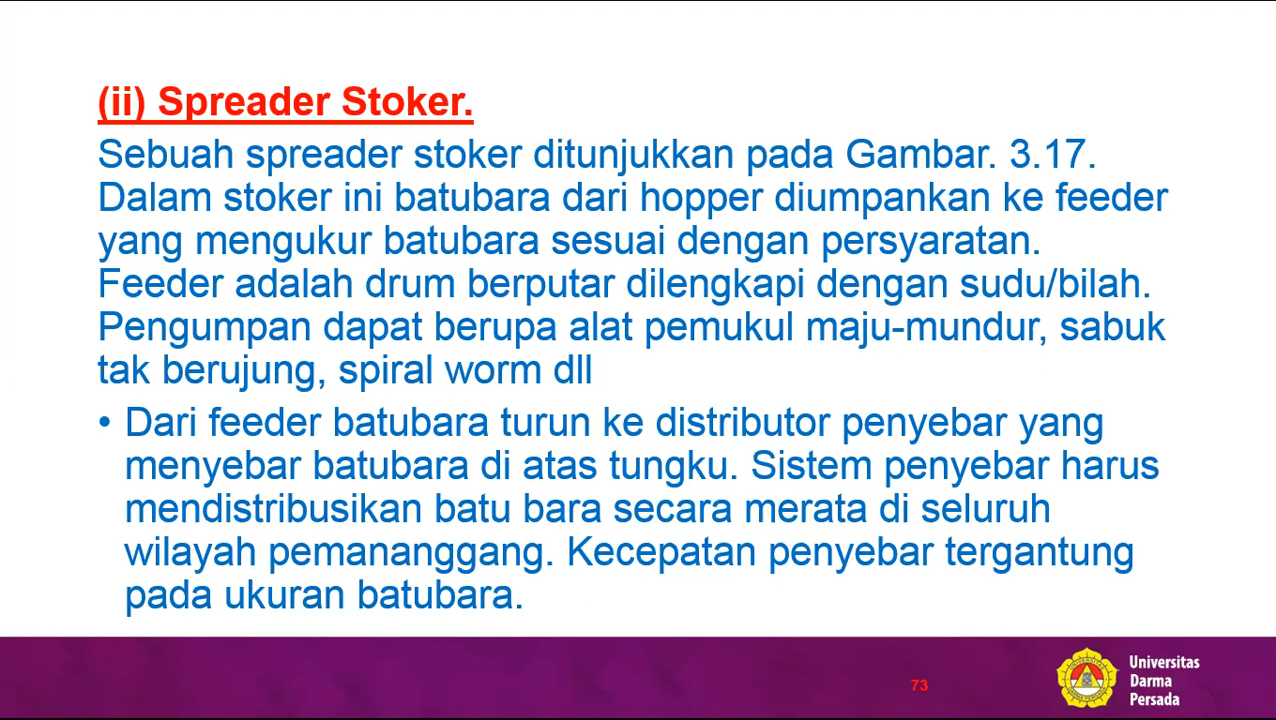 (ii) Spreader Stoker.
Sebuah spreader stoker ditunjukkan pada Gambar. 3.17.
Dalam stoker ini batubara dari hopper diumpankan ke feeder
yang mengukur batubara sesuai dengan persyaratan.
Feeder adalah drum berputar dilengkapi dengan sudu/bilah.
Pengumpan dapat berupa alat pemukul maju-mundur, sabuk
tak berujung, spiral worm dll
• Dari feeder batubara turun ke distributor penyebar yang
menyebar batubara di atas tungku. Sistem penyebar harus
mendistribusikan batu bara secara merata di seluruh
wilayah pemananggang. Kecepatan penyebar tergantung
pada ukuran batubara.
73
Universitas
Darma
Persada